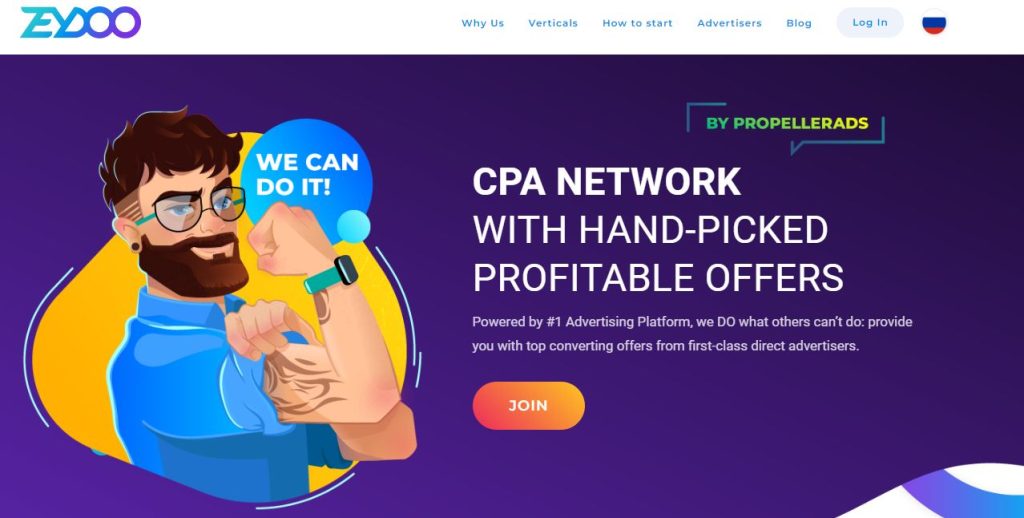 ZEYDOO
Why Us
Verticals
How to start
Advertisers
Blog
Log In
WE CAN
DO IT!
BY PROPELLERADS
CPA NETWORK
WITH HAND-PICKED
PROFITABLE OFFERS
Powered by #1 Advertising Platform, we DO what others can't do: provide
you with top converting offers from first-class direct advertisers.
JOIN